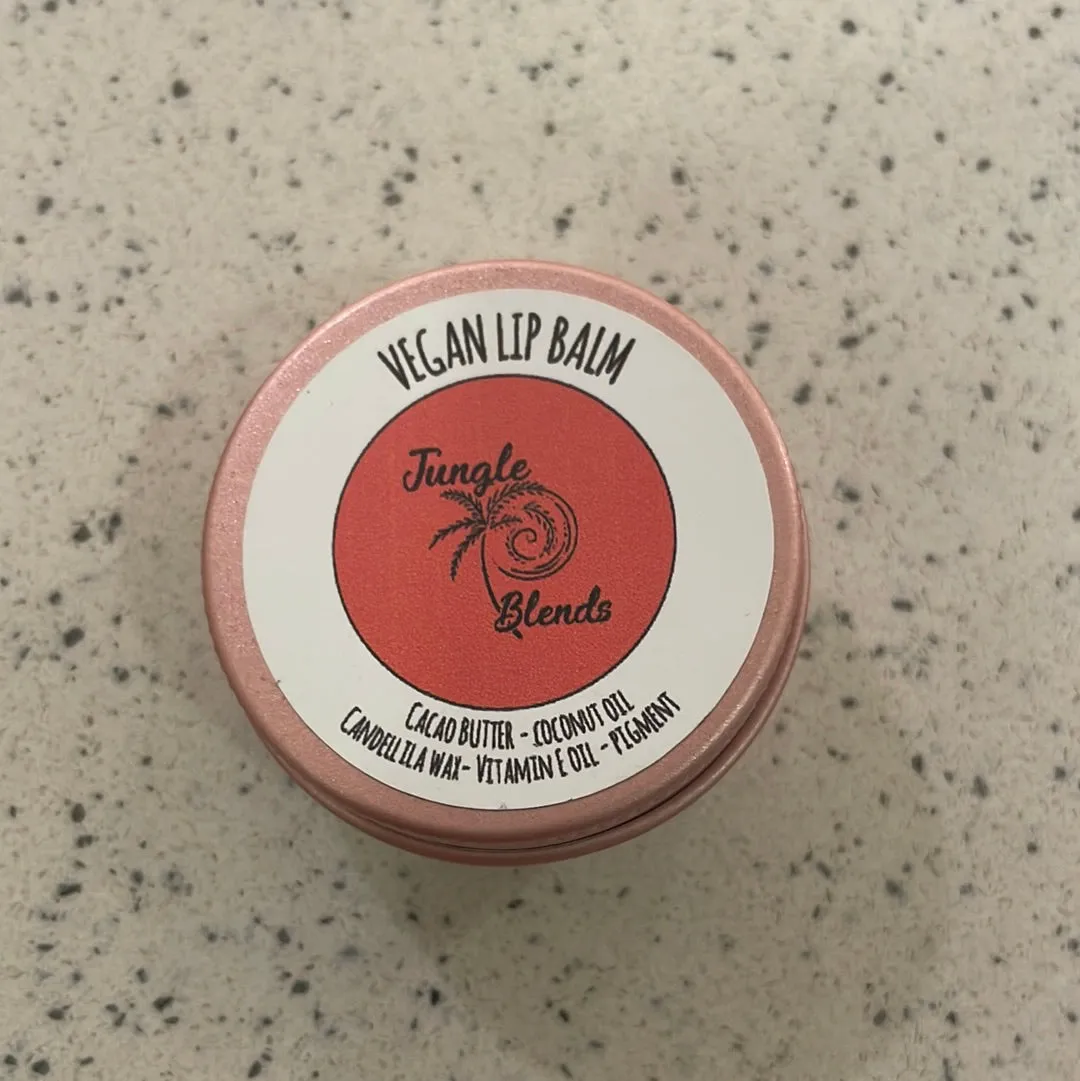 VEGAN LIP BALM
Jungle
Blends
CACAO BUTTER - COCONUT OIL
CANDELLILA WAX- VITAMIN E OIL - PIGMENT